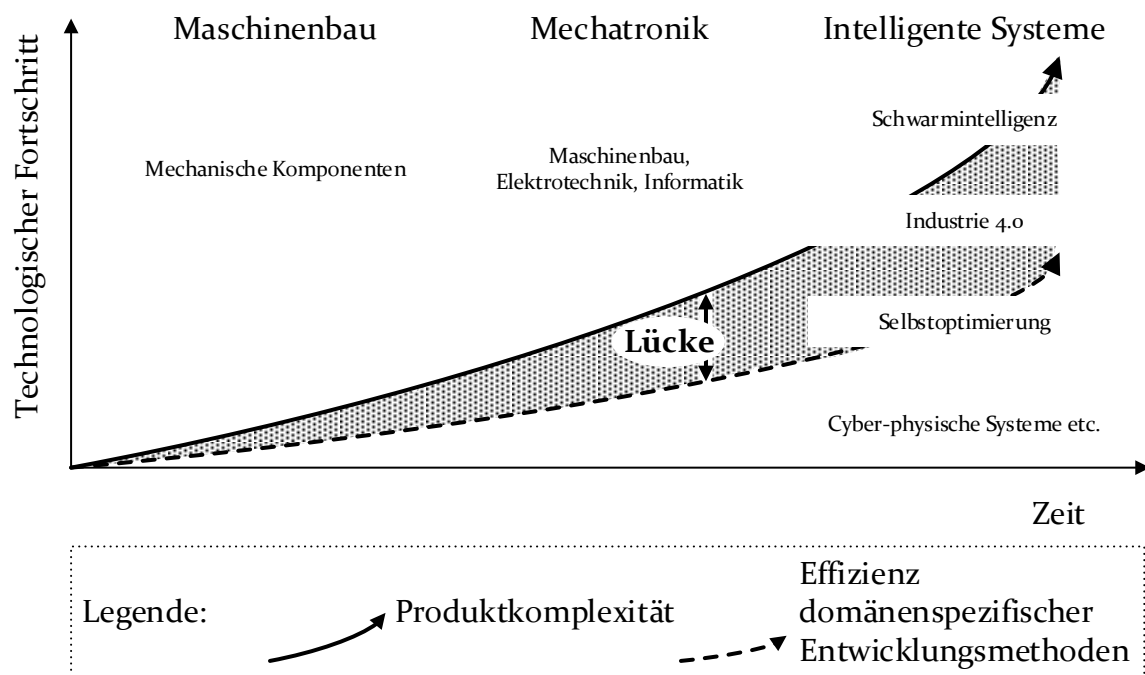 Maschinenbau
Mechatronik
Intelligente Systeme
Technologischer Fortschritt
Mechanische Komponenten
Maschinenbau,
Elektrotechnik, Informatik
Schwarmintelligenz
Industrie 4.0
Lücke
Selbstoptimierung
Cyber-physische Systeme etc.
Zeit
Legende:
Produktkomplexität
Effizienz
domänenspezifischer
Entwicklungsmethoden